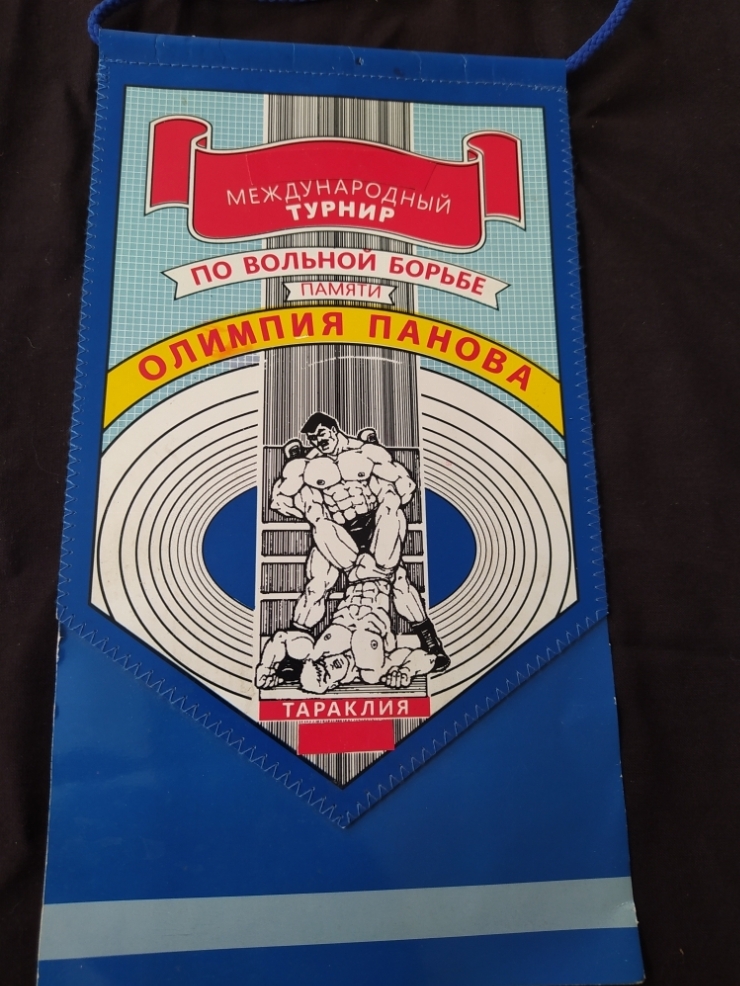 МЕЖДУНАРОДНЫЙ
ТУРНИР
ПО ВОЛЬНОЙ БОРЬБЕ
ПАМЯТИ
ОЛИМПИЯ ПАНОВА
ТАРАКЛИЯ